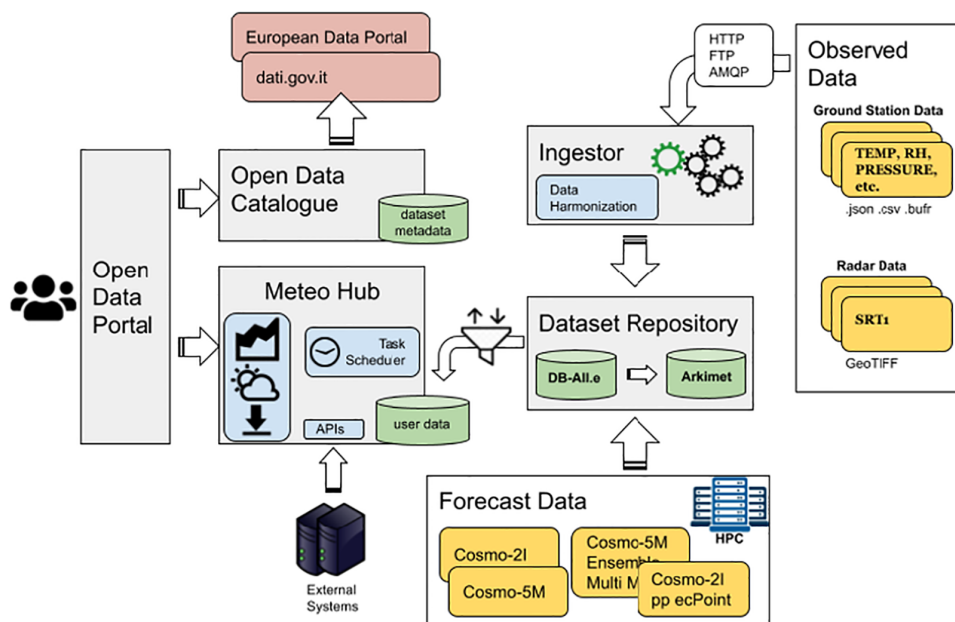 European Data Portal
dati.gov.it
HTTP
FTP
AMQP
Observed
Data
Ground Station Data
TEMP, RH,
PRESSURE,
etc.
.json .csv .bufr
Radar Data
SRT1
GeoTIFF
Ingestor
Data
Harmonization
Open Data
Catalogue
dataset
metadata
Open
Data
Portal
Meteo Hub
Task
Scheduer
APIs
user data
Dataset Repository
DB-All.e
Arkimet
External
Systems
Forecast Data
HPC
Cosmo-2I
Cosmo-5M
Cosmo-5M
Ensemble
Multi M
Cosmo-2I
pp ecPoint